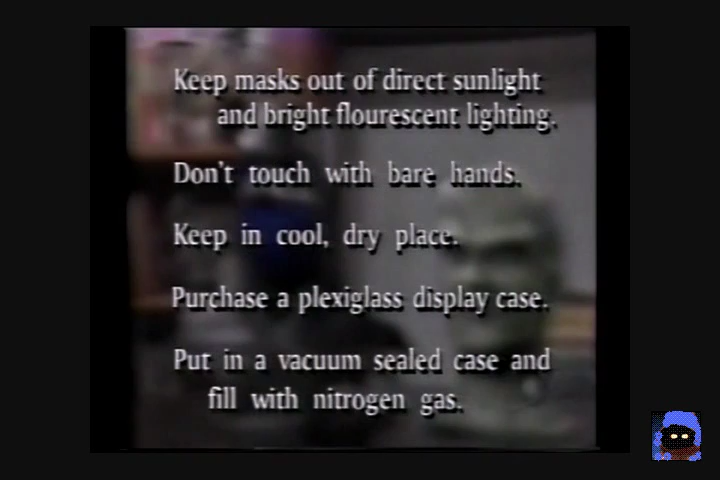 Keep masks out of direct sunlight
and bright flourescent lighting.
Don't touch with bare hands.
Keep in cool, dry place.
Purchase a plexiglass display case.
Put in a vacuum sealed case and
fill with nitrogen gas.